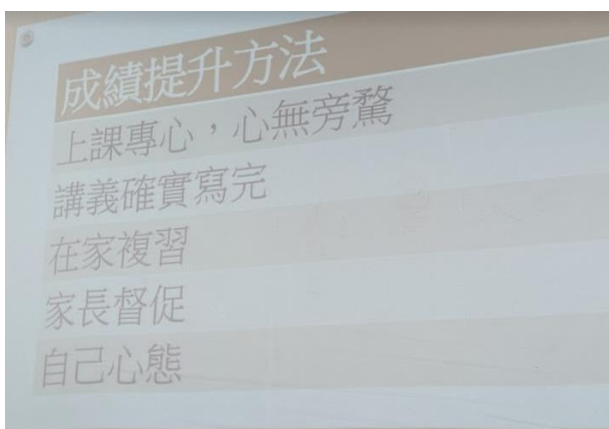 成績提升方法
上課專心，心無旁騖
講義確實寫完
在家複習
家長督促
自己心態